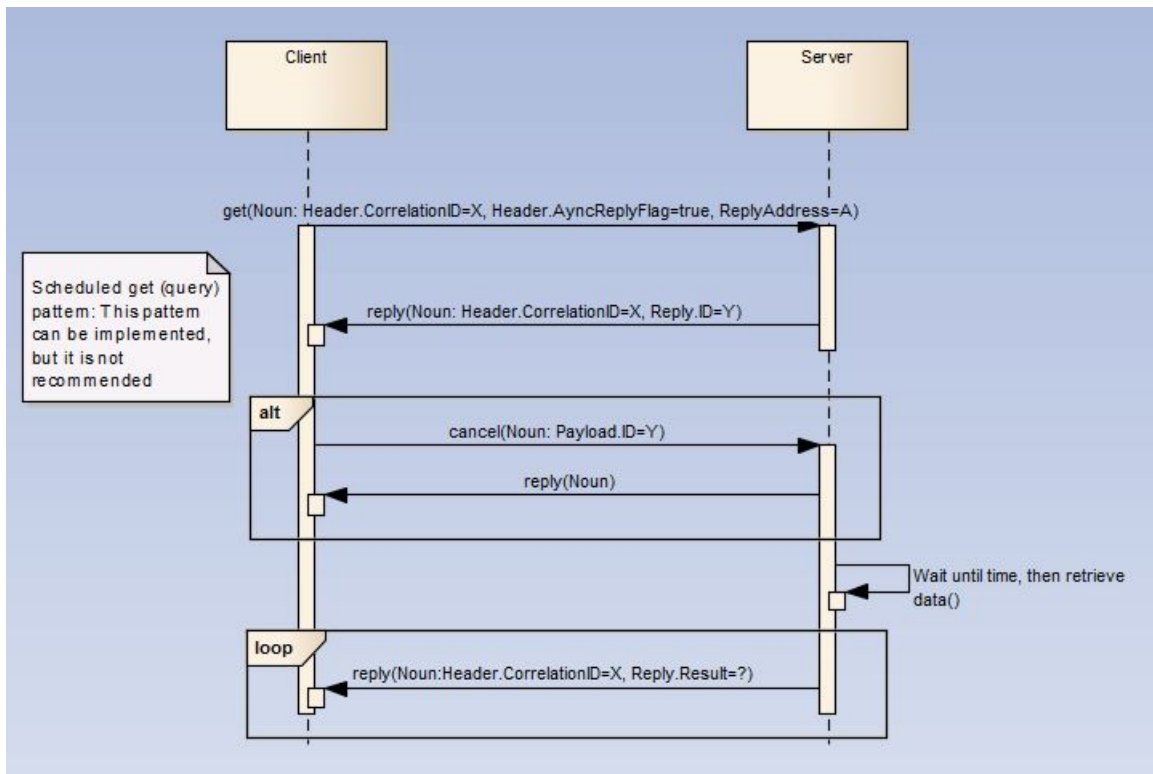 Client
Server
get(Noun: Header.CorrelationID=X, Header.AyncReplyFlag=true, ReplyAddress=A)
Scheduled get (query)
pattern: This pattern
can be implemented,
but it is not
recommended
reply(Noun: Header.CorrelationID=X, Reply.ID=Y)
alt
cancel(Noun: Payload.ID=Y)
reply(Noun)
Wait until time, then retrieve
data()
loop
reply(Noun:Header.CorrelationID=X, Reply.Result=?)